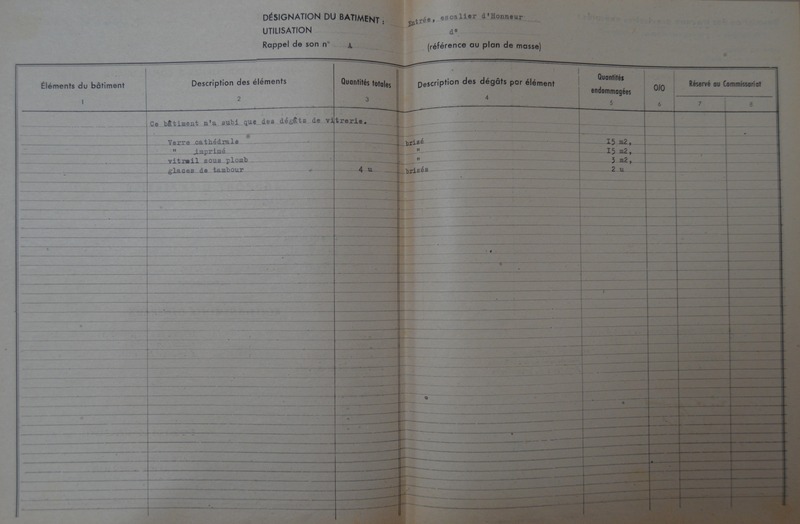 DÉSIGNATION DU BATIMENT : Entrée, escalier d'Honneur
UTILISATION d°
Rappel de son n° A (référence au plan de masse)
Éléments du bâtiment Description des éléments Quantités totales Description des dégâts par élément Quantités endommagées O/O Réservé au Commissariat
1 2 3 4 5 6 7 8
Ce bâtiment n'a subi que des dégâts de vitrerie.
Verre cathédrale brisé 15 m2,
" imprimé " 15 m2,
vitrail sous plomb " 5 m2,
glaces de tambour 4 u brisés 2 u